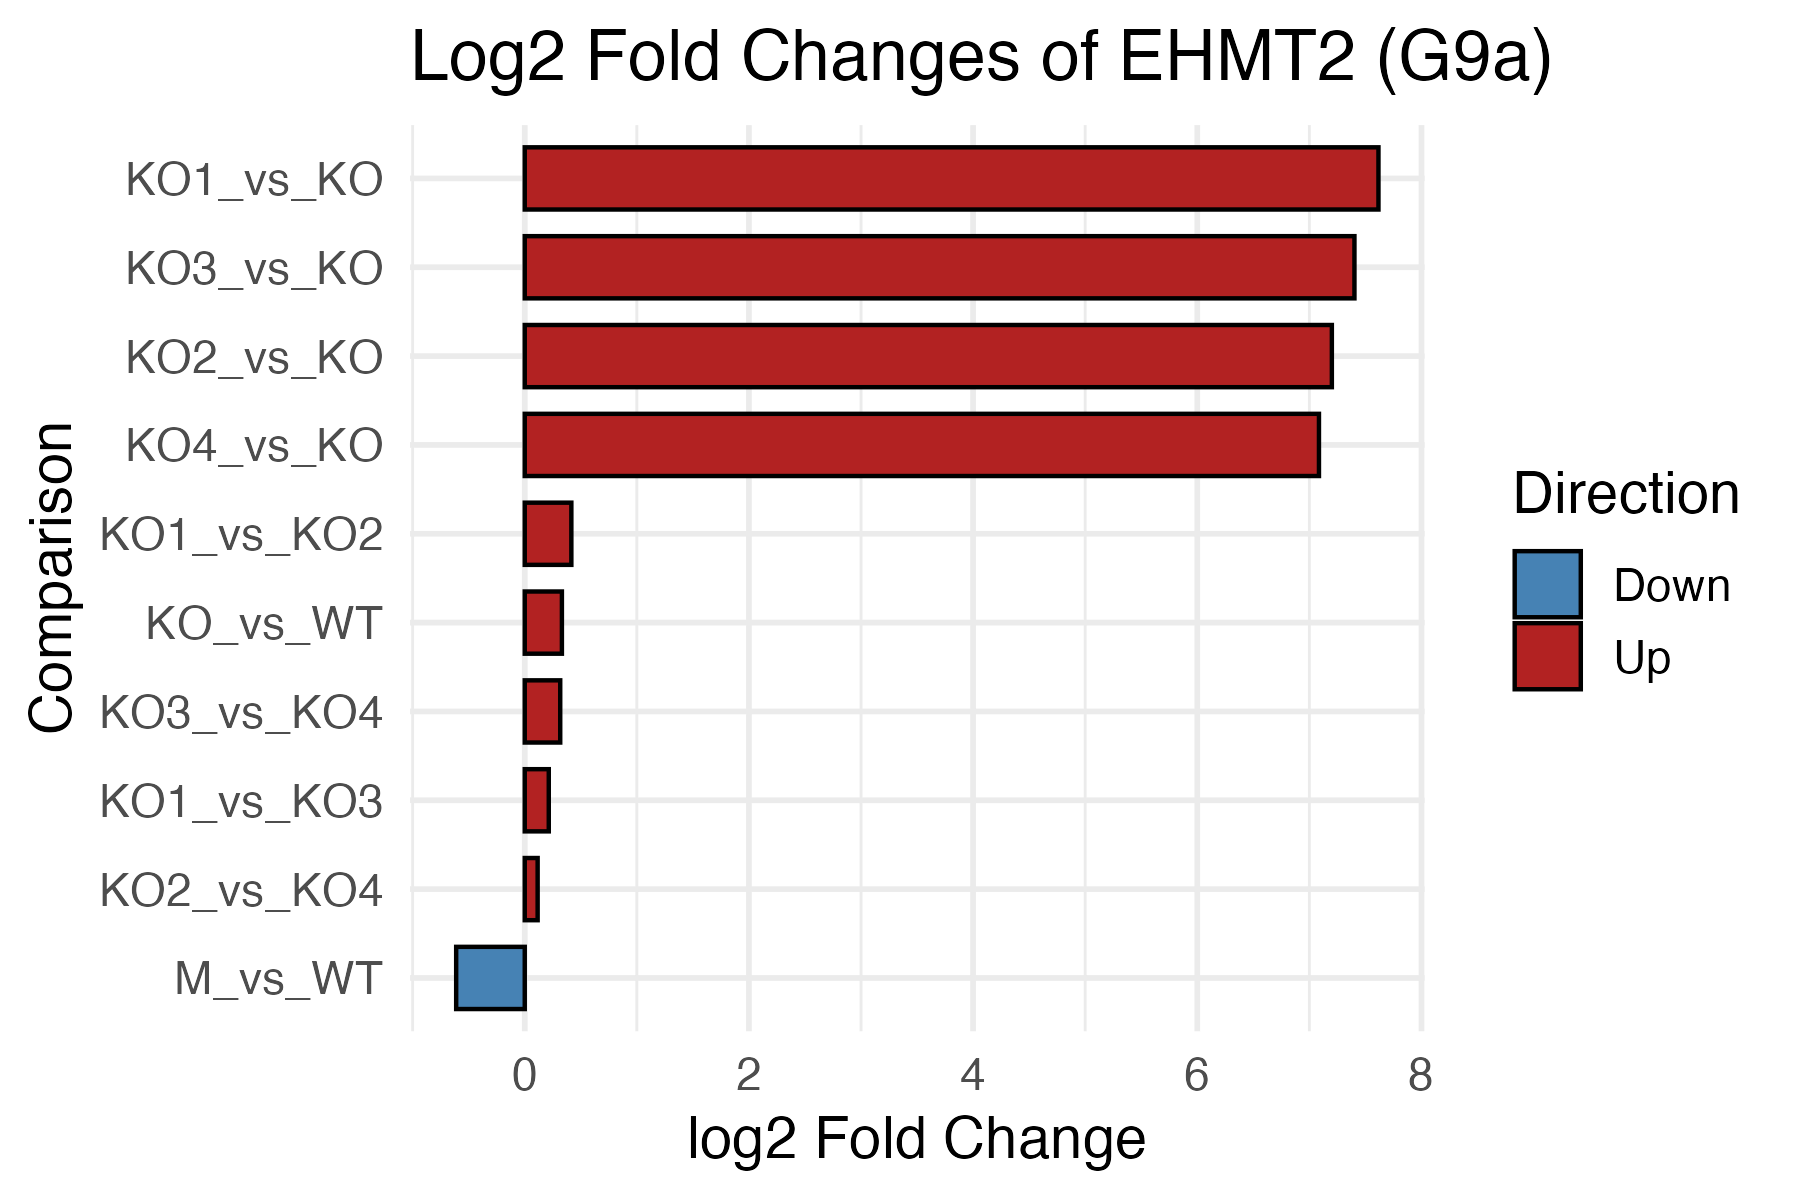 Log2 Fold Changes of EHMT2 (G9a)
Comparison
KO1_vs_KO
KO3_vs_KO
KO2_vs_KO
KO4_vs_KO
KO1_vs_KO2
KO_vs_WT
KO3_vs_KO4
KO1_vs_KO3
KO2_vs_KO4
M_vs_WT
0 2 4 6 8
log2 Fold Change
Direction
Down
Up